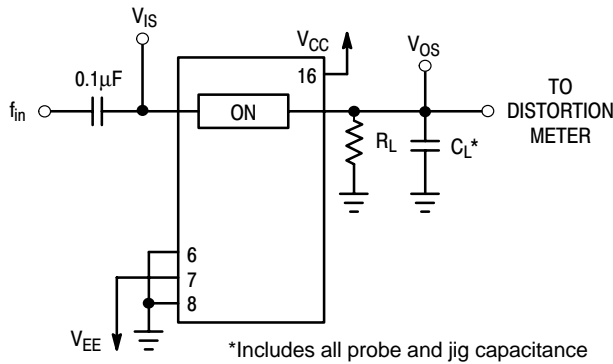 V_IS
V_CC
V_OS
0.1μF
16
f_in
ON
TO
DISTORTION
METER
R_L
C_L*
6
7
8
V_EE
*Includes all probe and jig capacitance